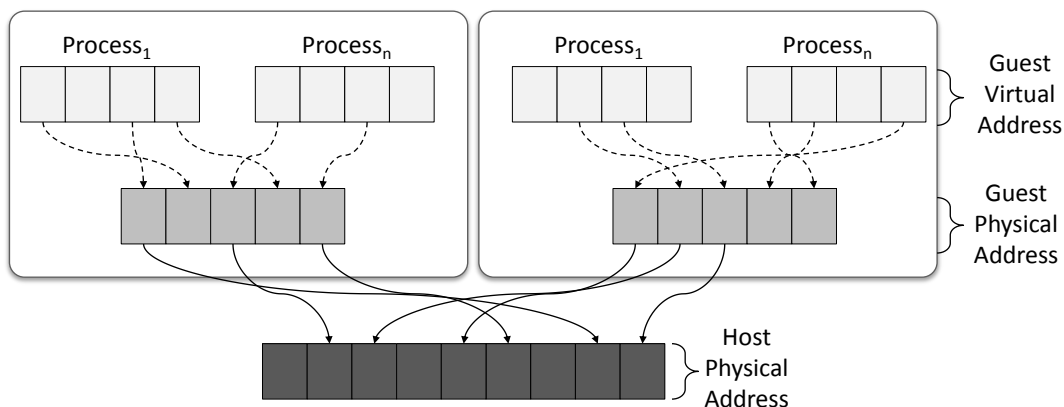 Process1
Processn
Process1
Processn
Guest
Virtual
Address
Guest
Physical
Address
Host
Physical
Address